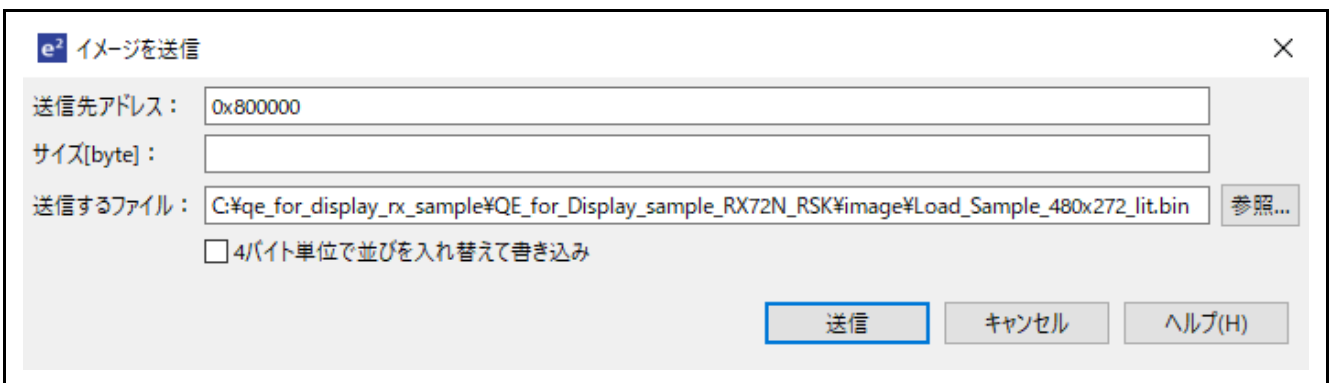 e² イメージを送信
送信先アドレス： 0x800000
サイズ[byte]：
送信するファイル： C:¥qe_for_display_rx_sample¥QE_for_Display_sample_RX72N_RSK¥image¥Load_Sample_480x272_lit.bin 参照...
4バイト単位で並びを入れ替えて書き込み
送信 キャンセル ヘルプ(H)